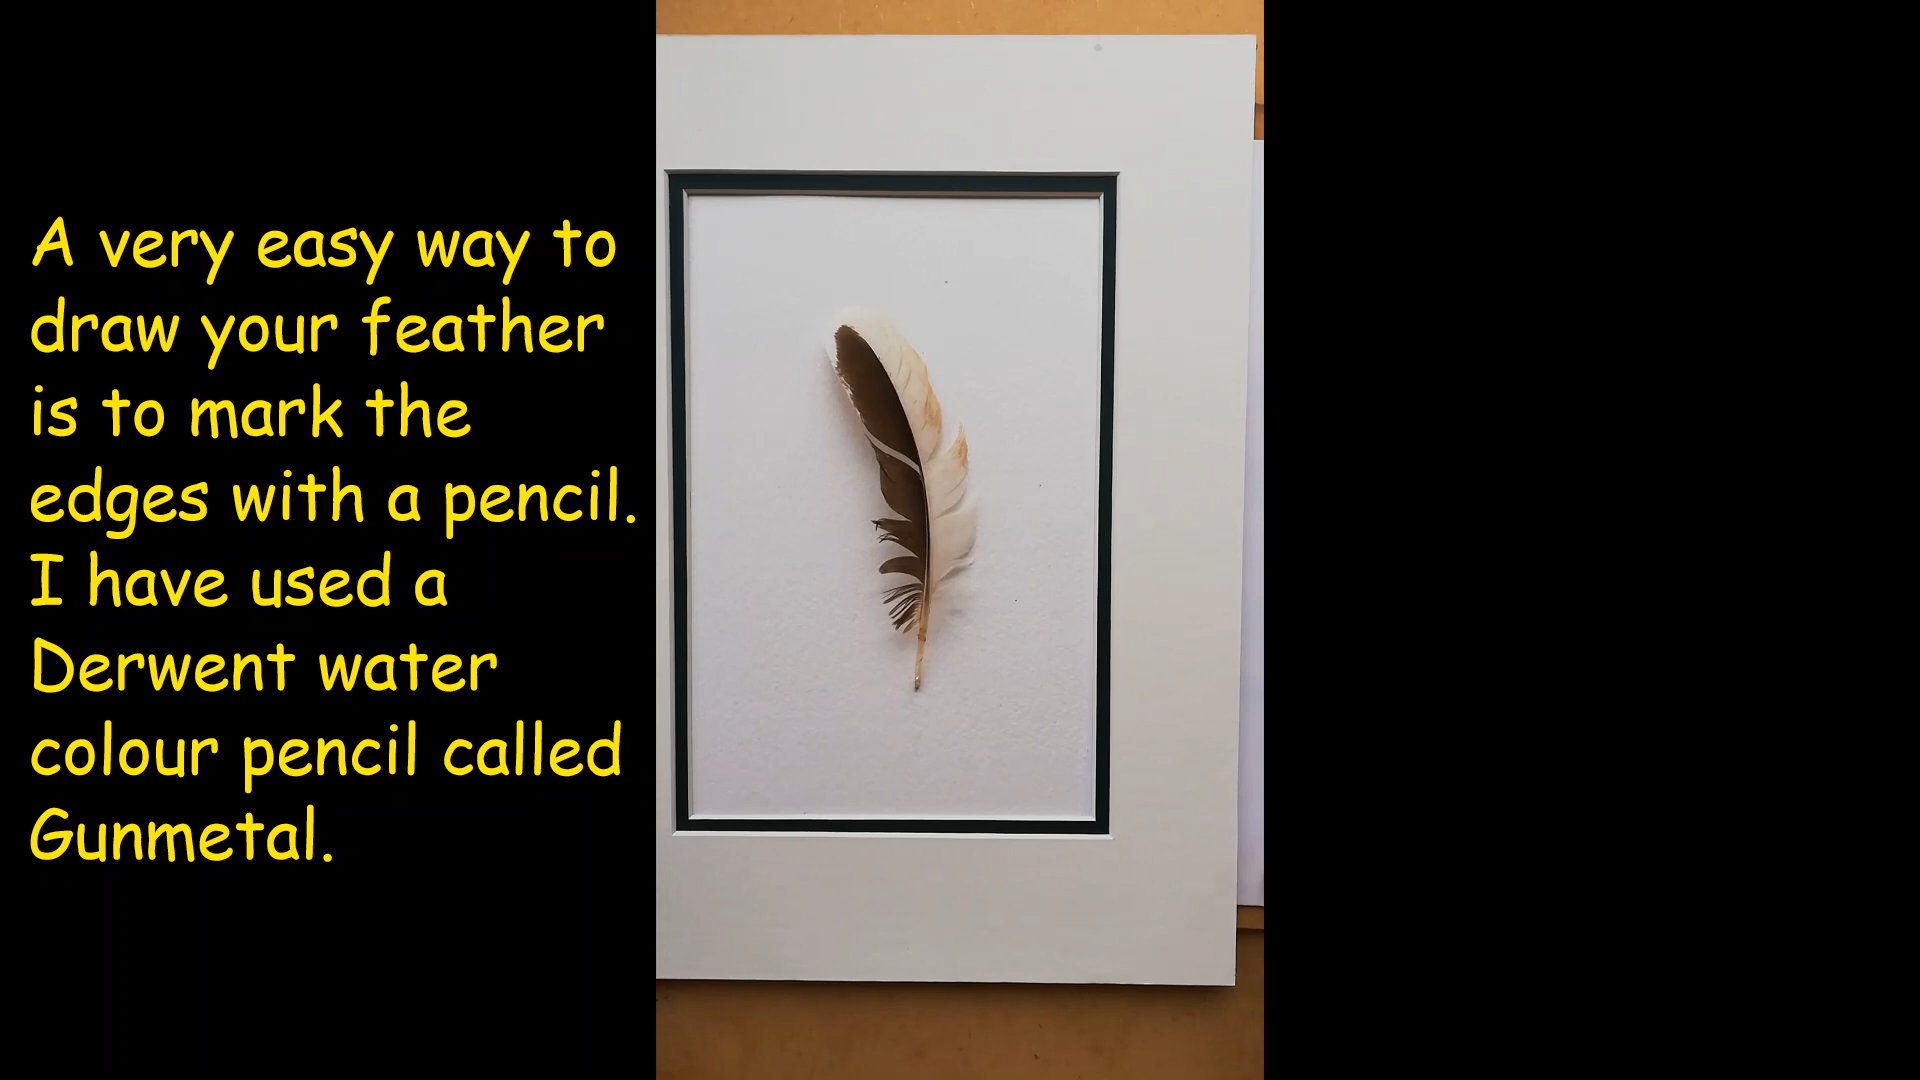 A very easy way to
draw your feather
is to mark the
edges with a pencil.
I have used a
Derwent water
colour pencil called
Gunmetal.